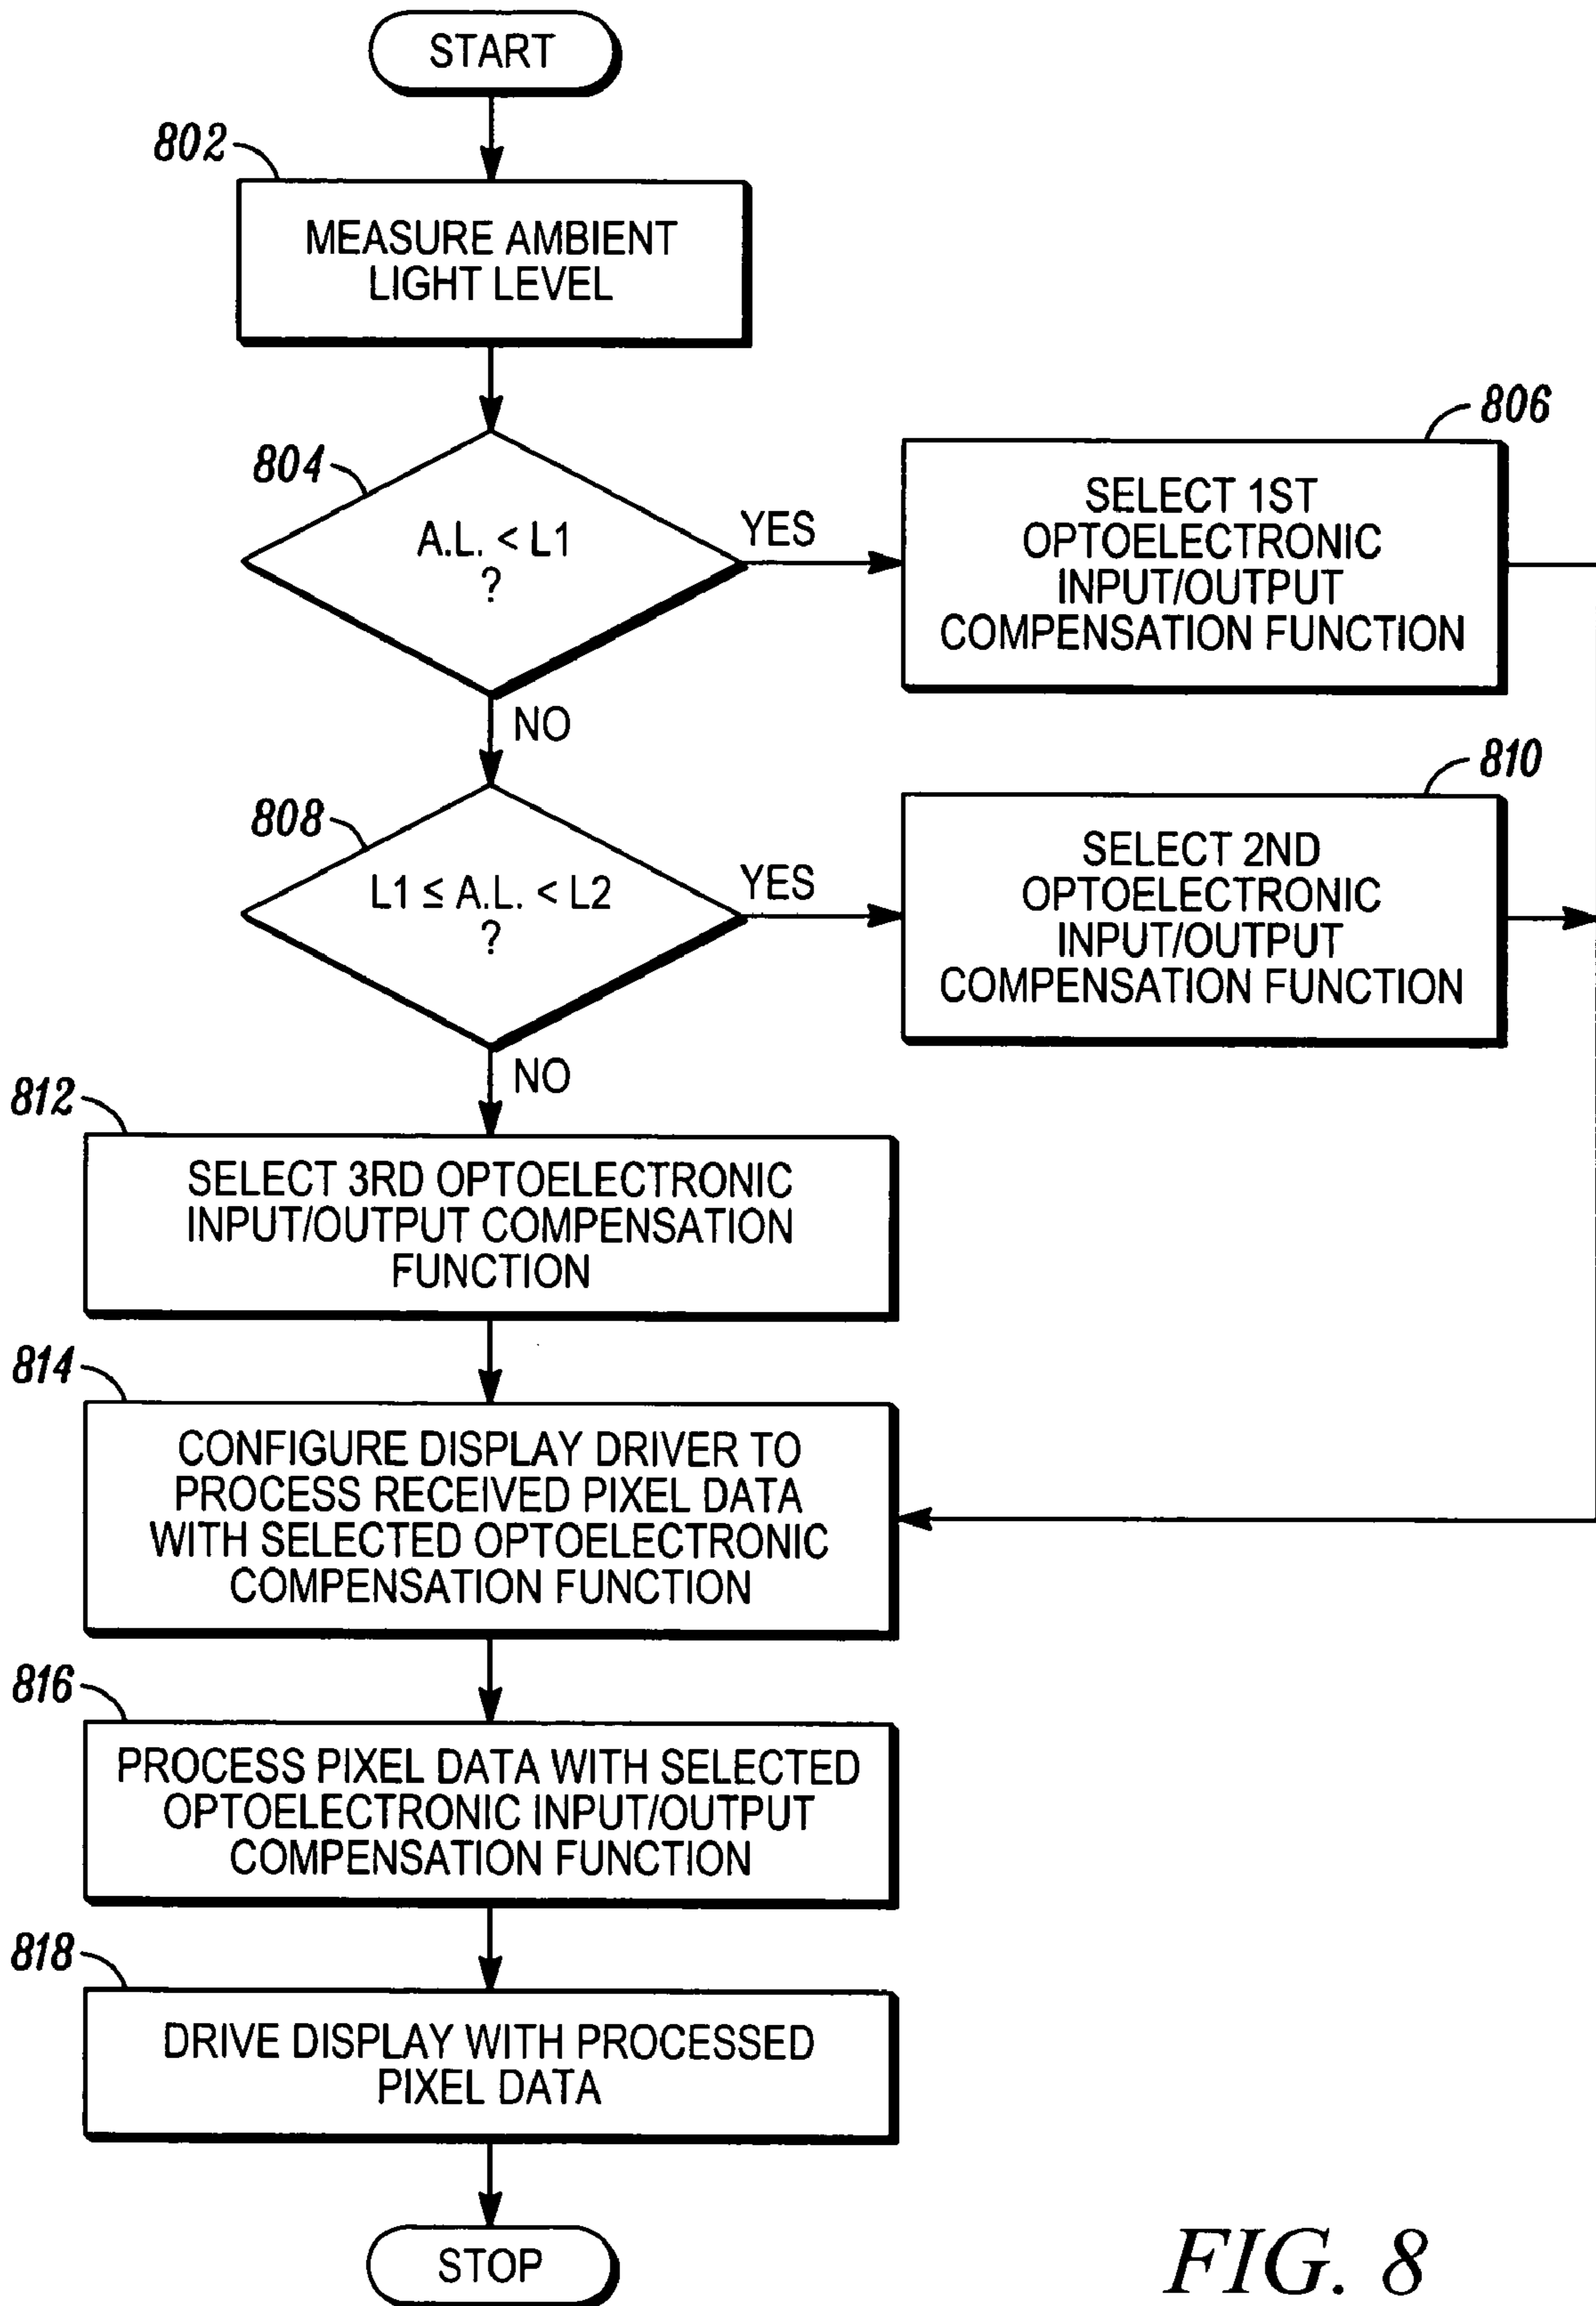 START
802
MEASURE AMBIENT
LIGHT LEVEL
804
A.L. < L1
?
YES
806
SELECT 1ST
OPTOELECTRONIC
INPUT/OUTPUT
COMPENSATION FUNCTION
NO
808
L1 ≤ A.L. < L2
?
YES
810
SELECT 2ND
OPTOELECTRONIC
INPUT/OUTPUT
COMPENSATION FUNCTION
NO
812
SELECT 3RD OPTOELECTRONIC
INPUT/OUTPUT COMPENSATION
FUNCTION
814
CONFIGURE DISPLAY DRIVER TO
PROCESS RECEIVED PIXEL DATA
WITH SELECTED OPTOELECTRONIC
COMPENSATION FUNCTION
816
PROCESS PIXEL DATA WITH SELECTED
OPTOELECTRONIC INPUT/OUTPUT
COMPENSATION FUNCTION
818
DRIVE DISPLAY WITH PROCESSED
PIXEL DATA
STOP
FIG. 8